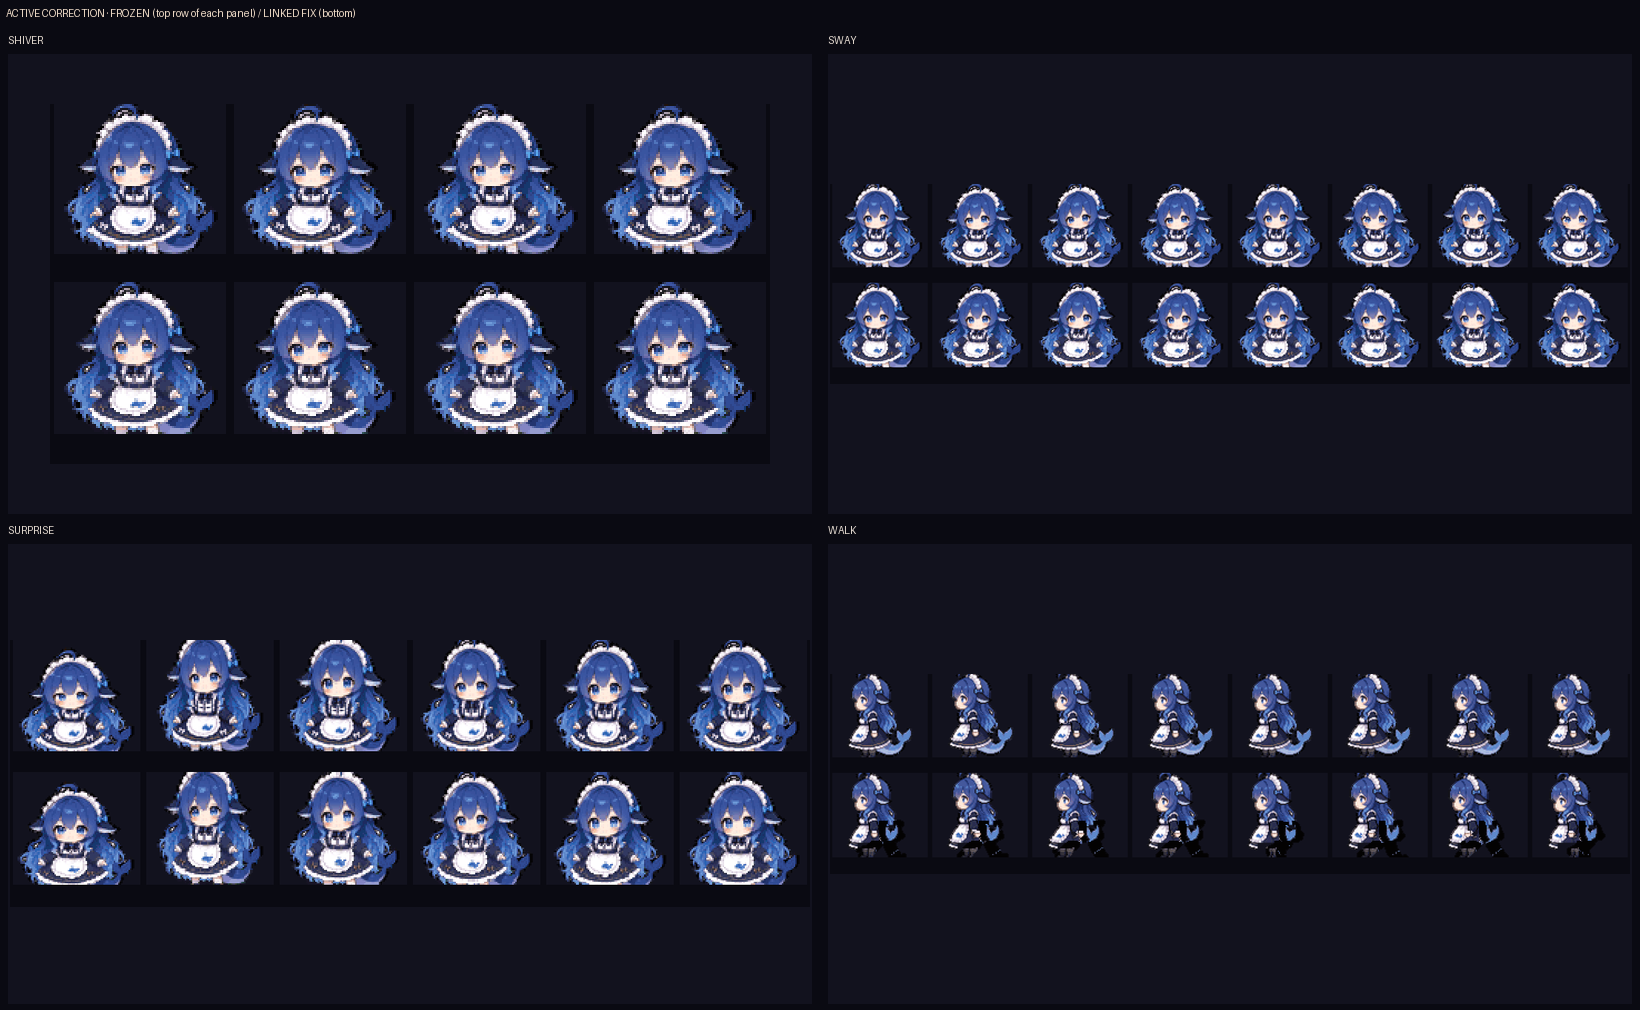 ACTIVE CORRECTION · FROZEN (top row of each panel) / LINKED FIX (bottom)
SHIVER
SWAY
SURPRISE
WALK